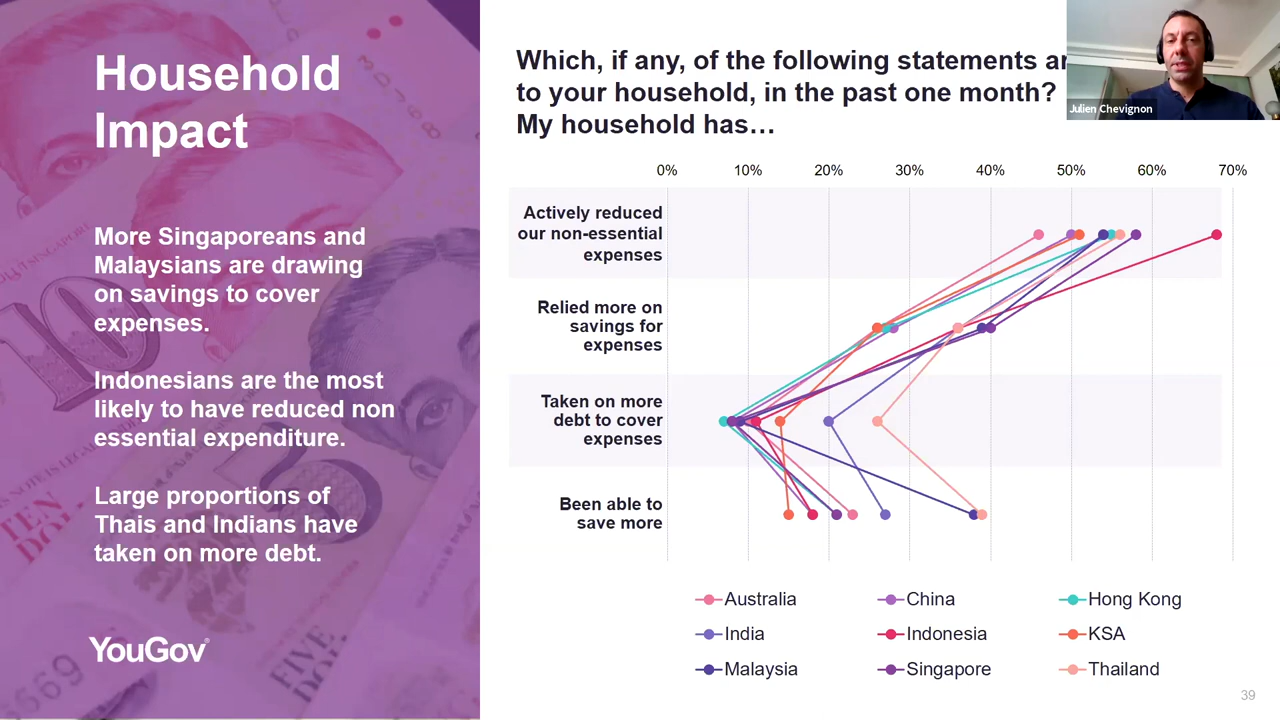 Household
Impact
More Singaporeans and
Malaysians are drawing
on savings to cover
expenses.
Indonesians are the most
likely to have reduced non
essential expenditure.
Large proportions of
Thais and Indians have
taken on more debt.
YouGov®
Which, if any, of the following statements
to your household, in the past one month?
My household has…
Julien Chevignon
0% 10% 20% 30% 40% 50% 60% 70%
Actively reduced
our non-essential
expenses
Relied more on
savings for
expenses
Taken on more
debt to cover
expenses
Been able to
save more
Australia China Hong Kong
India Indonesia KSA
Malaysia Singapore Thailand
39
10
TEN
FIVE